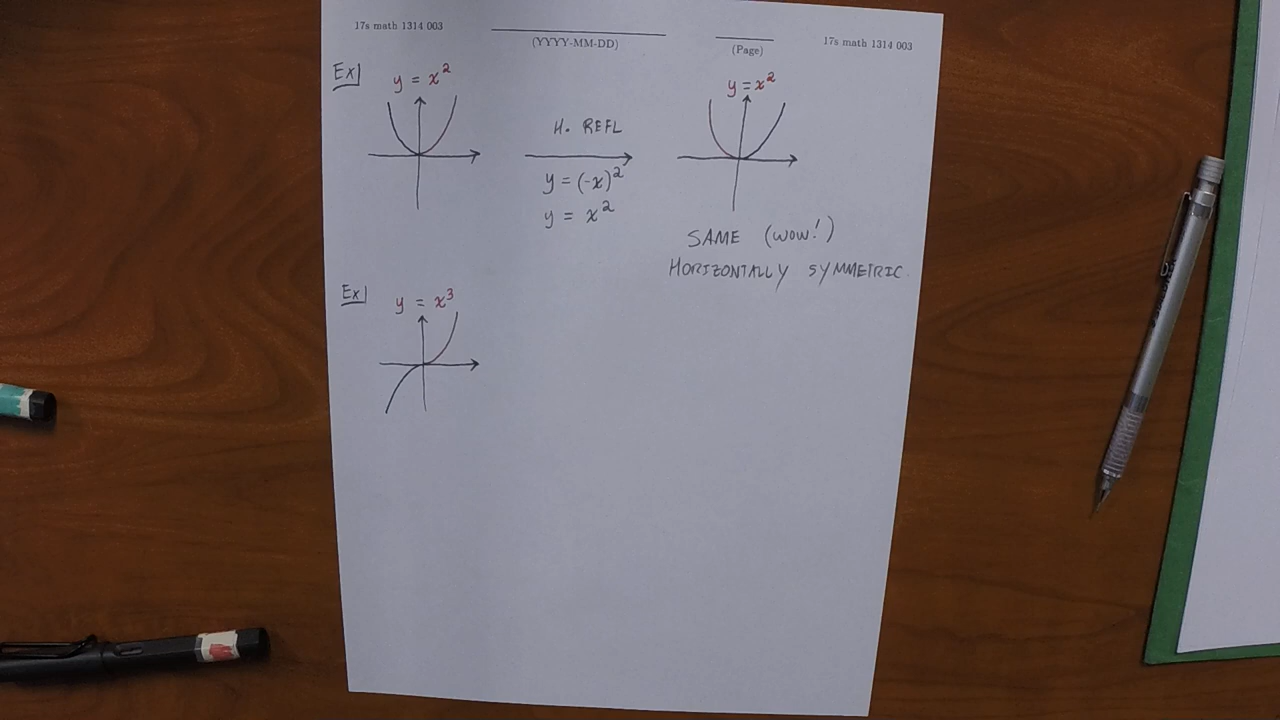 17s math 1314 003
(YYYY-MM-DD)
(Page)
17s math 1314 003
Ex
y = x²
H. REFL
y = (-x)²
y = x²
y = x²
SAME (WOW!)
HORIZONTALLY SYMMETRIC
Ex
y = x³